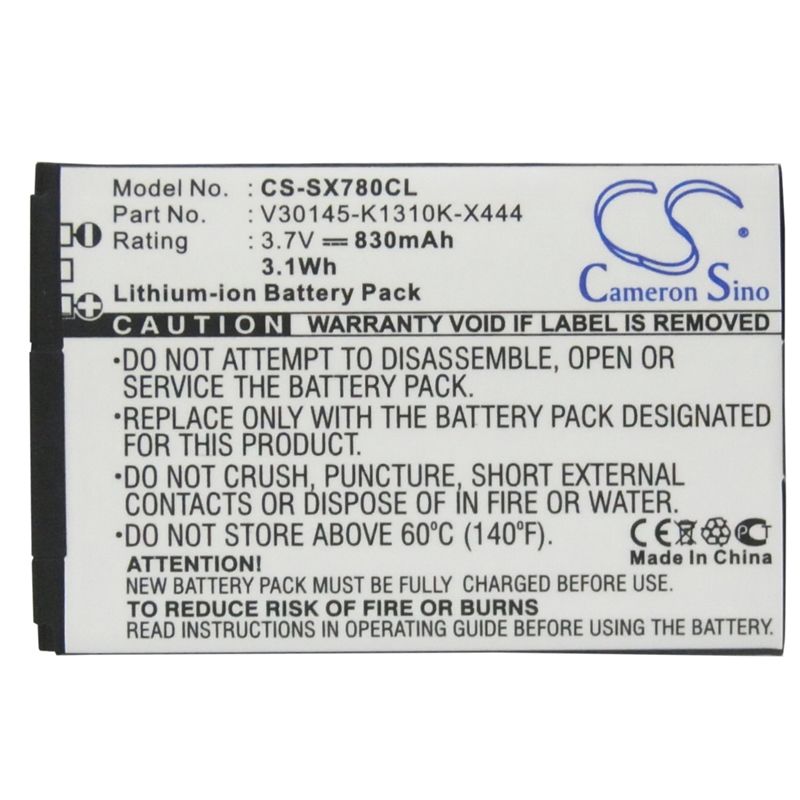 Model No. : CS-SX780CL
Part No. : V30145-K1310K-X444
Rating : 3.7V ⎓ 830mAh
3.1Wh
Lithium-ion Battery Pack
CS
Cameron Sino
CAUTION WARRANTY VOID IF LABEL IS REMOVED
•DO NOT ATTEMPT TO DISASSEMBLE, OPEN OR
SERVICE THE BATTERY PACK.
•REPLACE ONLY WITH THE BATTERY PACK DESIGNATED
FOR THIS PRODUCT.
•DO NOT CRUSH, PUNCTURE, SHORT EXTERNAL
CONTACTS OR DISPOSE OF IN FIRE OR WATER.
•DO NOT STORE ABOVE 60°C (140°F).
CE PCT
Made In China
ATTENTION!
NEW BATTERY PACK MUST BE FULLY CHARGED BEFORE USE
TO REDUCE RISK OF FIRE OR BURNS
READ INSTRUCTIONS IN OPERATING GUIDE BEFORE USING THE BATTERY.